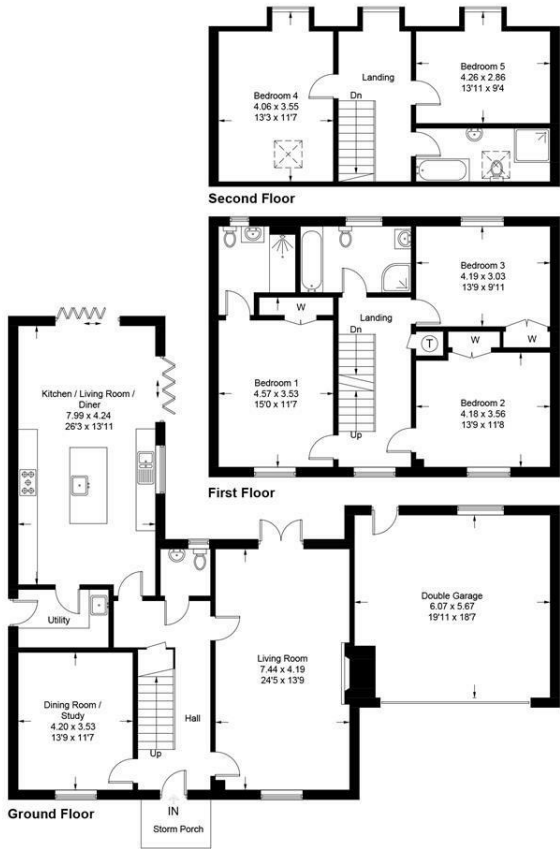 Bedroom 4
4.06 x 3.55
13'3 x 11'7
Landing
Dn
Bedroom 5
4.26 x 2.86
13'11 x 9'4
Second Floor
Bedroom 3
4.19 x 3.03
13'9 x 9'11
W
Landing
Dn
T
W
W
Bedroom 1
4.57 x 3.53
15'0 x 11'7
Bedroom 2
4.18 x 3.56
13'9 x 11'8
Up
First Floor
Kitchen / Living Room /
Diner
7.99 x 4.24
26'3 x 13'11
Utility
Double Garage
6.07 x 5.67
19'11 x 18'7
Living Room
7.44 x 4.19
24'5 x 13'9
Dining Room /
Study
4.20 x 3.53
13'9 x 11'7
Hall
Up
IN
Ground Floor
Storm Porch